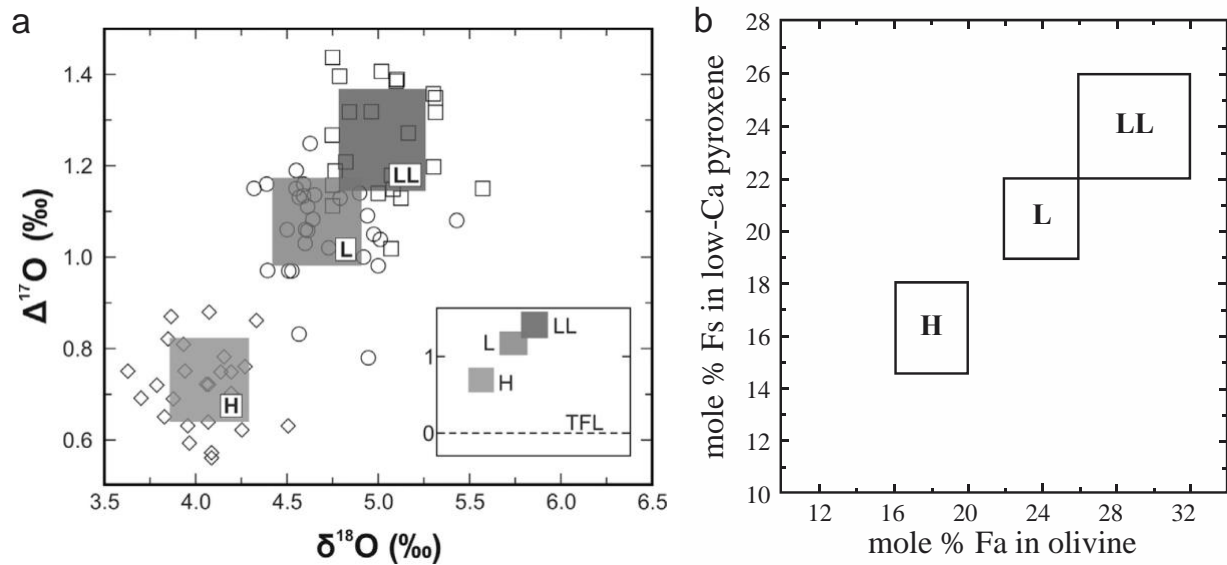 a
Δ¹⁷O (‰)
1.4
1.2
1.0
0.8
0.6
LL
L
H
LL
L
H
1
0
TFL
3.5 4.0 4.5 5.0 5.5 6.0 6.5
δ¹⁸O (‰)
b
mole % Fs in low-Ca pyroxene
28
26
24
22
20
18
16
14
12
10
LL
L
H
12 16 20 24 28 32
mole % Fa in olivine